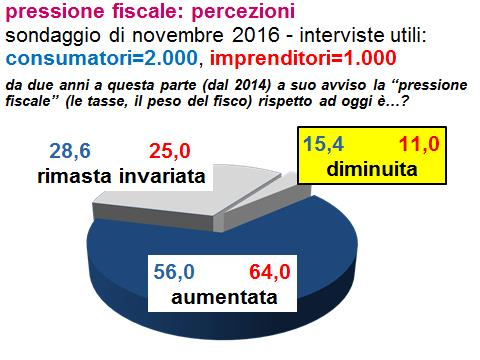 pressione fiscale: percezioni
sondaggio di novembre 2016 - interviste utili:
consumatori=2.000, imprenditori=1.000
da due anni a questa parte (dal 2014) a suo avviso la “pressione
fiscale” (le tasse, il peso del fisco) rispetto ad oggi è…?
28,6 25,0
rimasta invariata
15,4 11,0
diminuita
56,0 64,0
aumentata